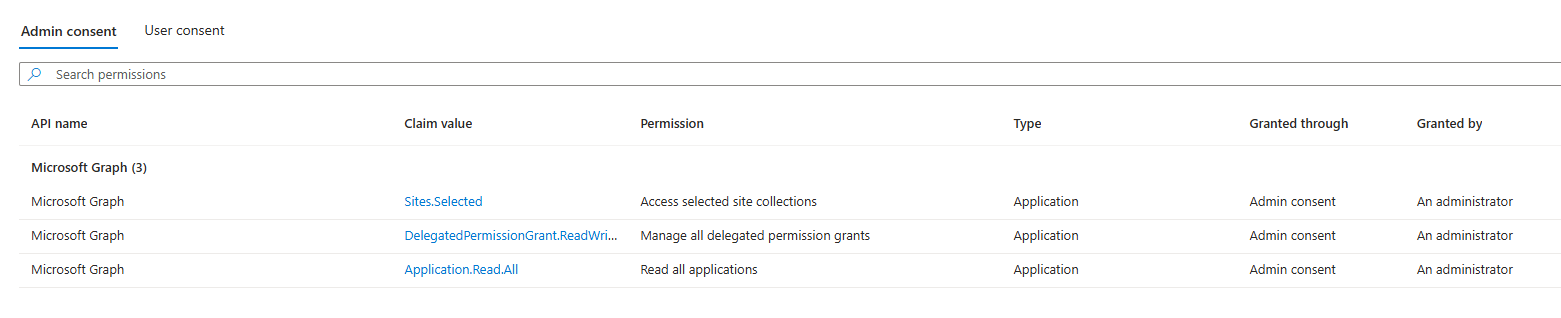 Admin consent User consent
Search permissions
API name Claim value Permission Type Granted through Granted by
Microsoft Graph (3)
Microsoft Graph Sites.Selected Access selected site collections Application Admin consent An administrator
Microsoft Graph DelegatedPermissionGrant.ReadWri... Manage all delegated permission grants Application Admin consent An administrator
Microsoft Graph Application.Read.All Read all applications Application Admin consent An administrator